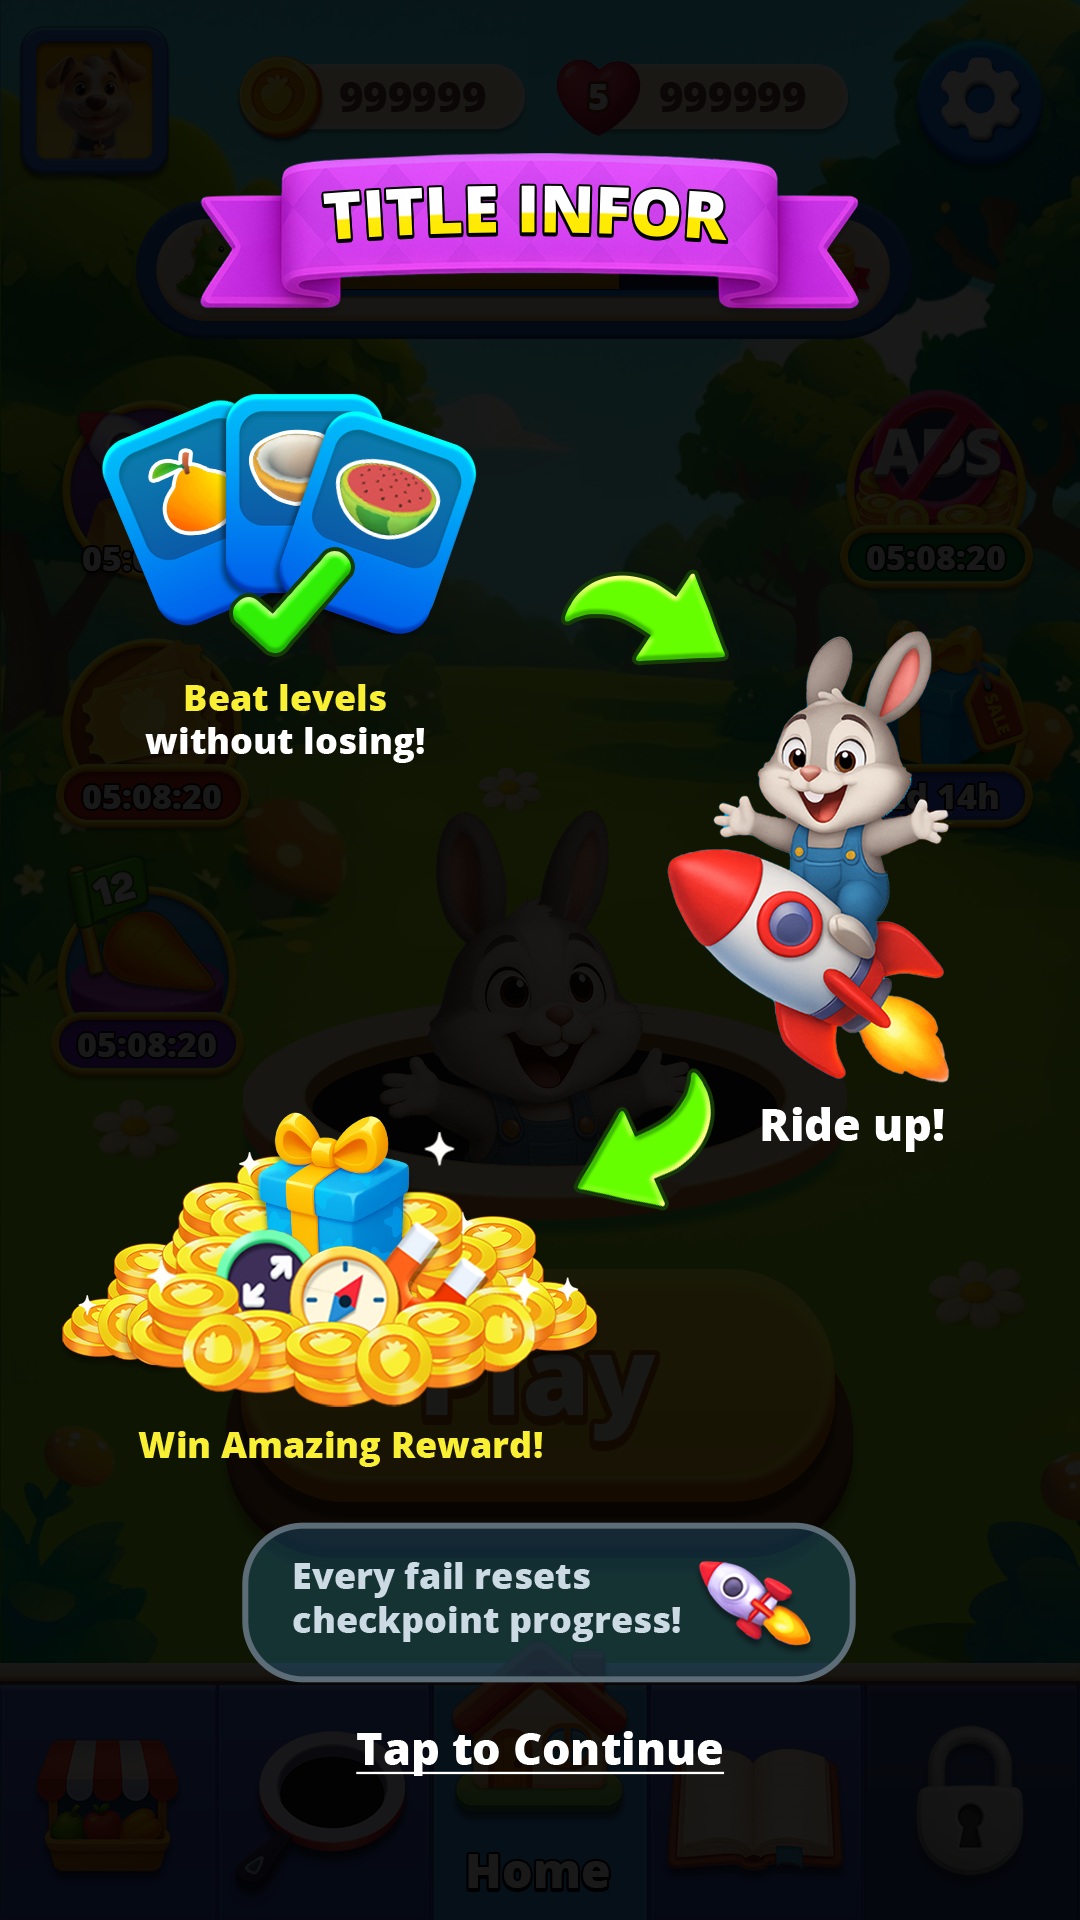 999999
5
999999
TITLE INFOR
ADS
05:08:20
Beat levels
without losing!
SALE
05:08:20
2d 14h
12
05:08:20
Ride up!
Play
Win Amazing Reward!
Every fail resets
checkpoint progress!
Tap to Continue
Home